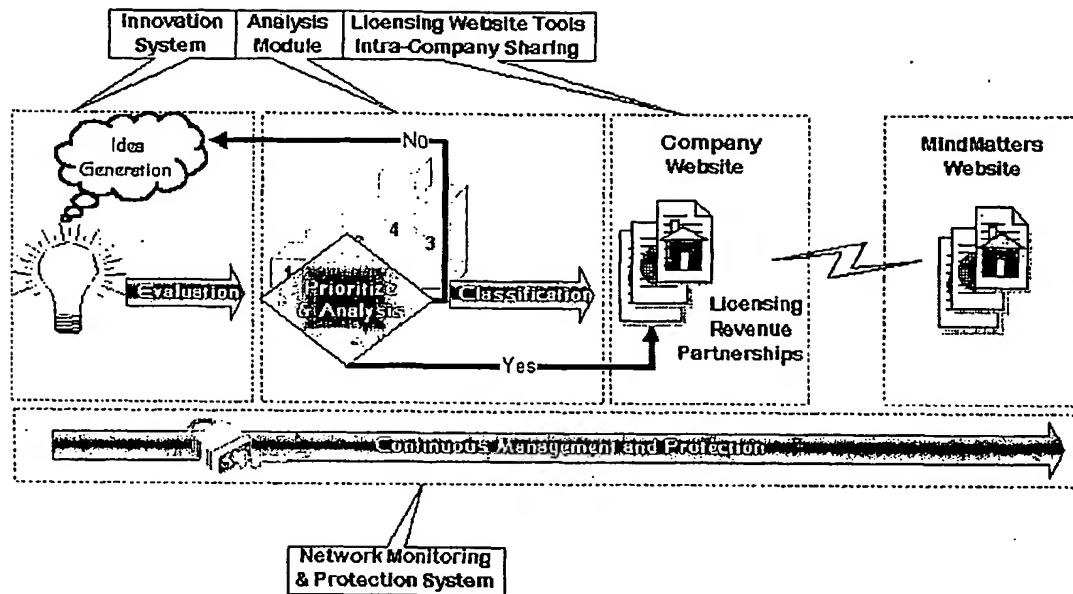 Innovation
System
Analysis
Module
Licensing Website Tools
Intra-Company Sharing
Idea
Generation
No
Company
Website
MindMatters
Website
4
3
1
Evaluation
Prioritize
& Analysis
Classification
Licensing
Revenue
Partnerships
Yes
Continuous Management and Protection
Network Monitoring
& Protection System